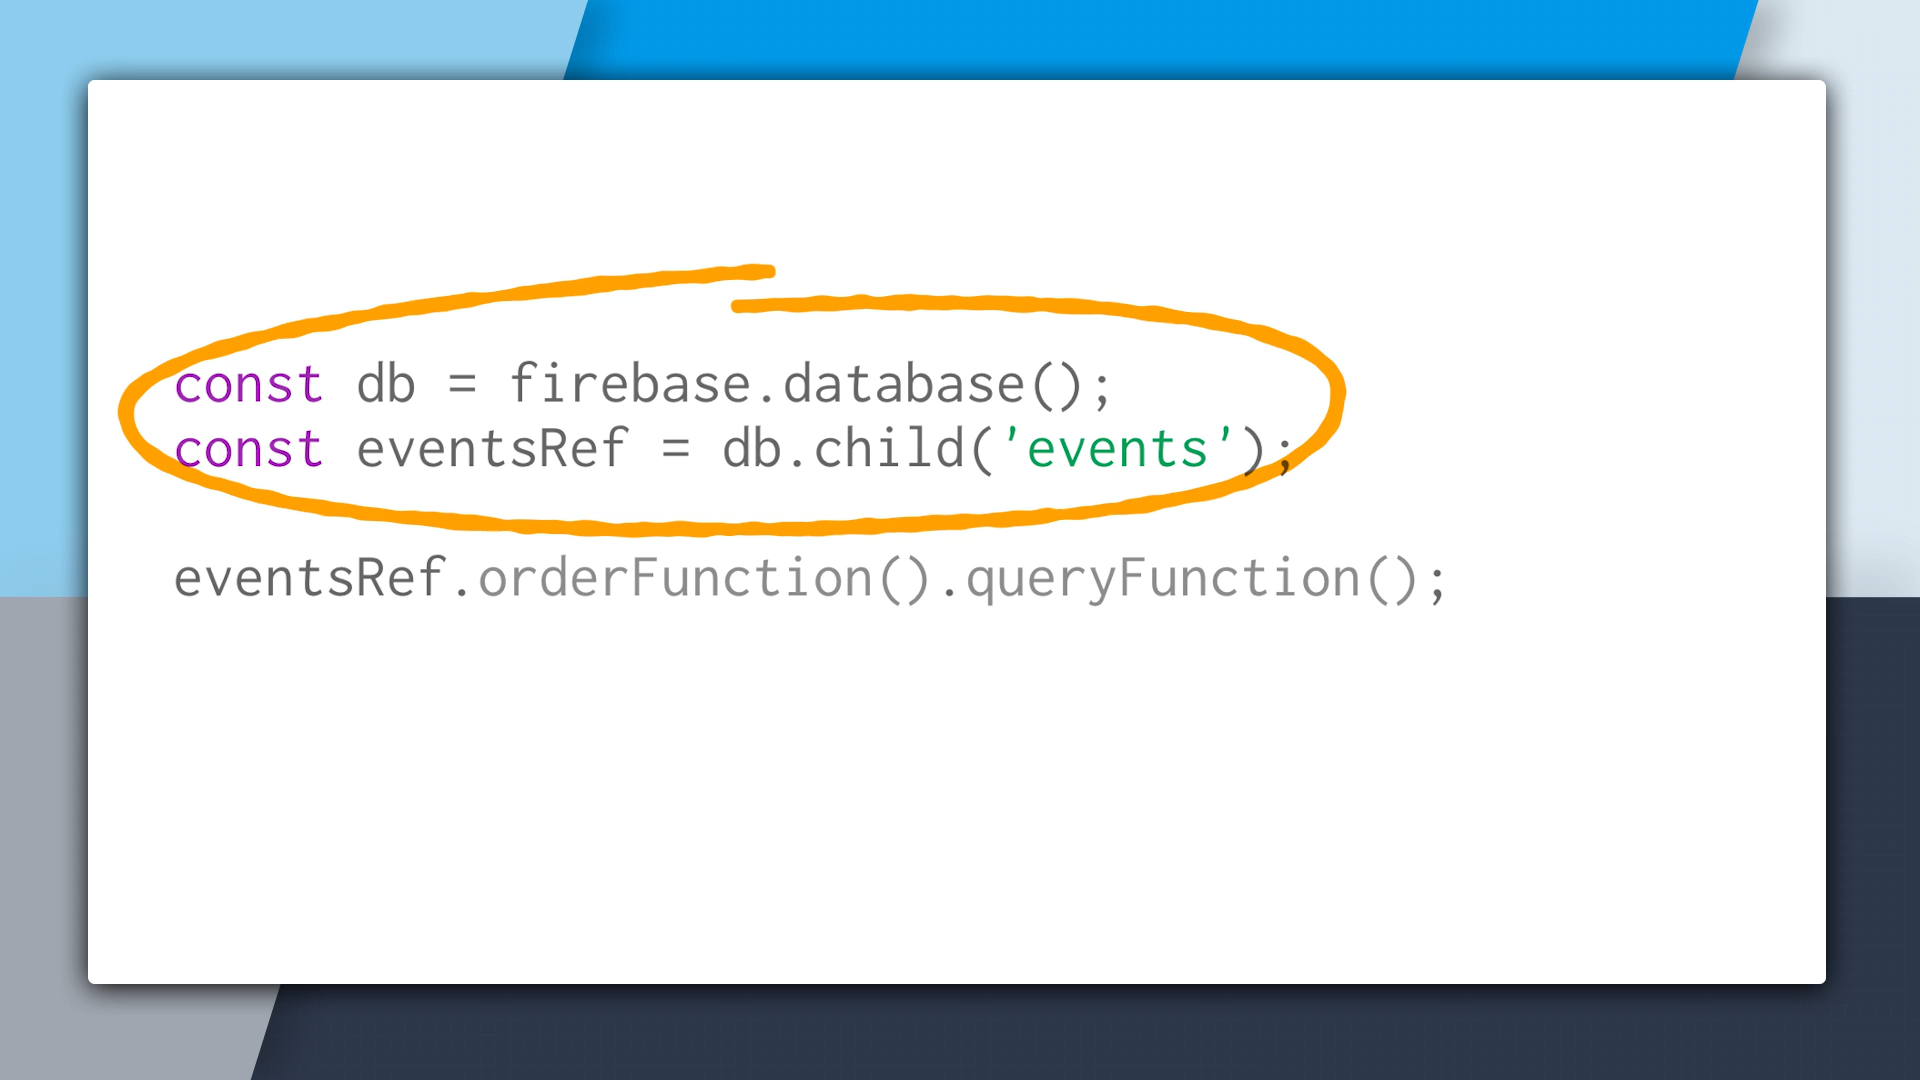 const db = firebase.database();
const eventsRef = db.child('events');
eventsRef.orderFunction().queryFunction();